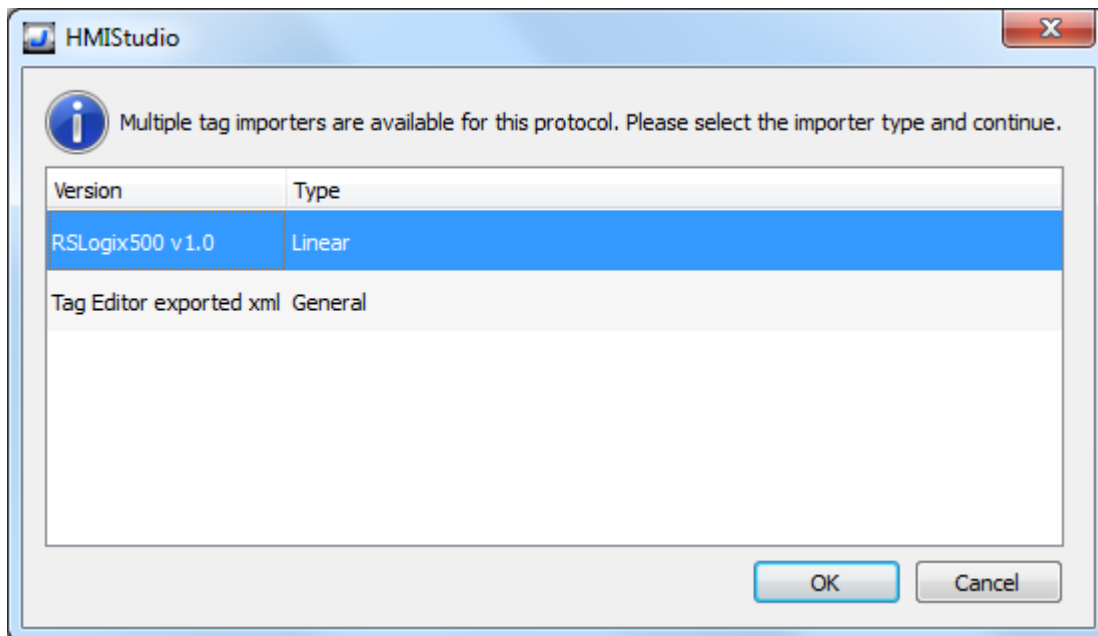 HMIStudio
Multiple tag importers are available for this protocol. Please select the importer type and continue.
Version Type
RSLogix500 v1.0 Linear
Tag Editor exported xml General
OK Cancel